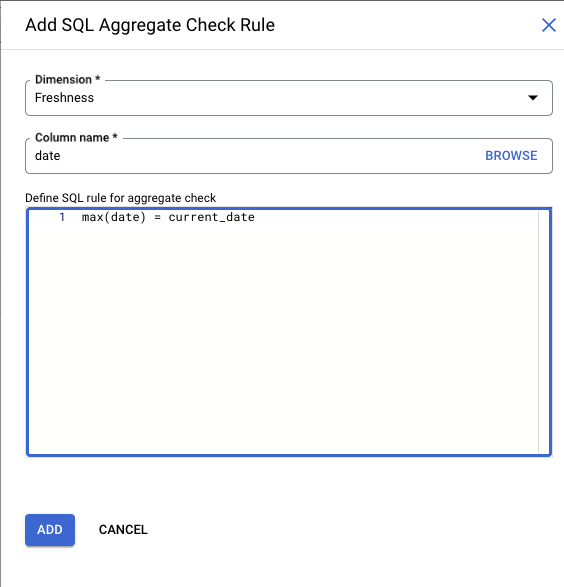 Add SQL Aggregate Check Rule
Dimension *
Freshness
Column name *
date
BROWSE
Define SQL rule for aggregate check
1 max(date) = current_date
ADD
CANCEL